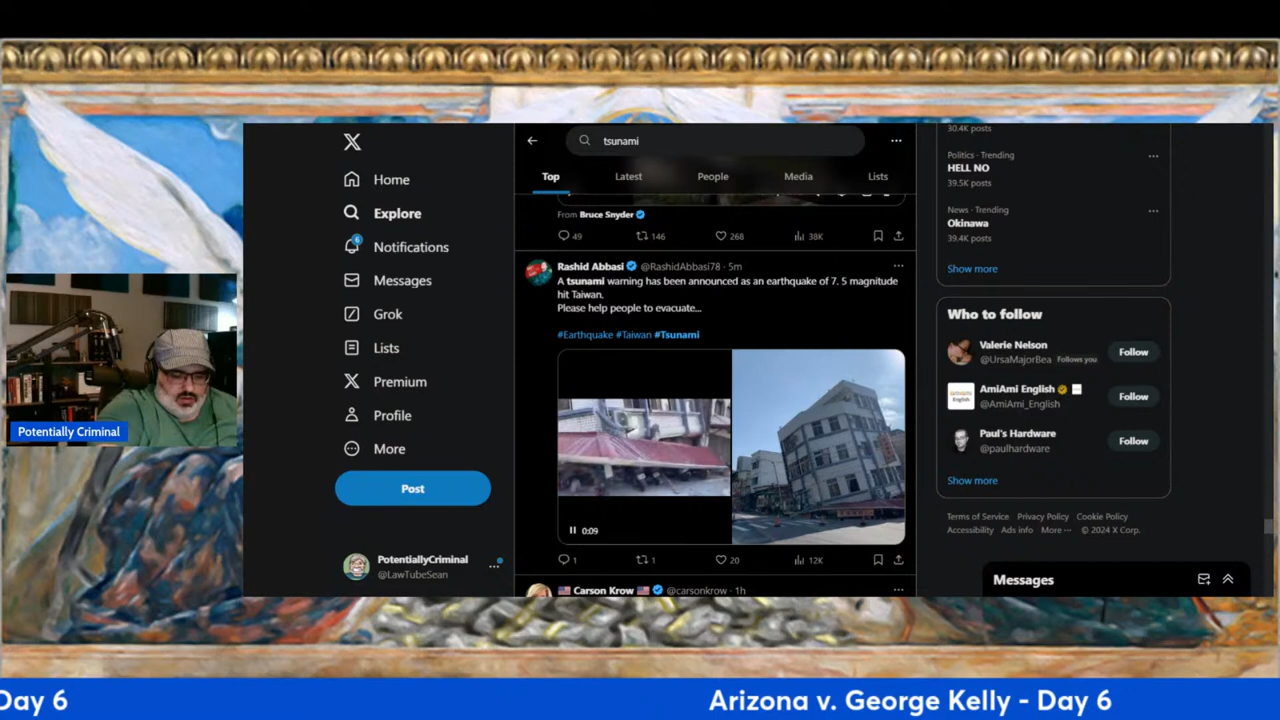 Home
Explore
6
Notifications
Messages
Grok
Lists
Premium
Profile
More
Post
PotentiallyCriminal
@LawTubeSean
tsunami
Top
Latest
People
Media
Lists
From Bruce Snyder
49
146
268
38K
Rashid Abbasi @RashidAbbasi78 · 5m
A tsunami warning has been announced as an earthquake of 7. 5 magnitude
hit Taiwan.
Please help people to evacuate...
#Earthquake #Taiwan #Tsunami
0:09
1
1
20
12K
Carson Krow @carsonkrow · 1h
30.4K posts
Politics · Trending
HELL NO
39.5K posts
News · Trending
Okinawa
39.4K posts
Show more
Who to follow
Valerie Nelson
@UrsaMajorBea Follows you
Follow
AmiAmi English
@AmiAmi_English
Follow
Paul's Hardware
@paulhardware
Follow
Show more
Terms of Service Privacy Policy Cookie Policy
Accessibility Ads info More ... © 2024 X Corp.
Messages
Potentially Criminal
Day 6
Arizona v. George Kelly - Day 6